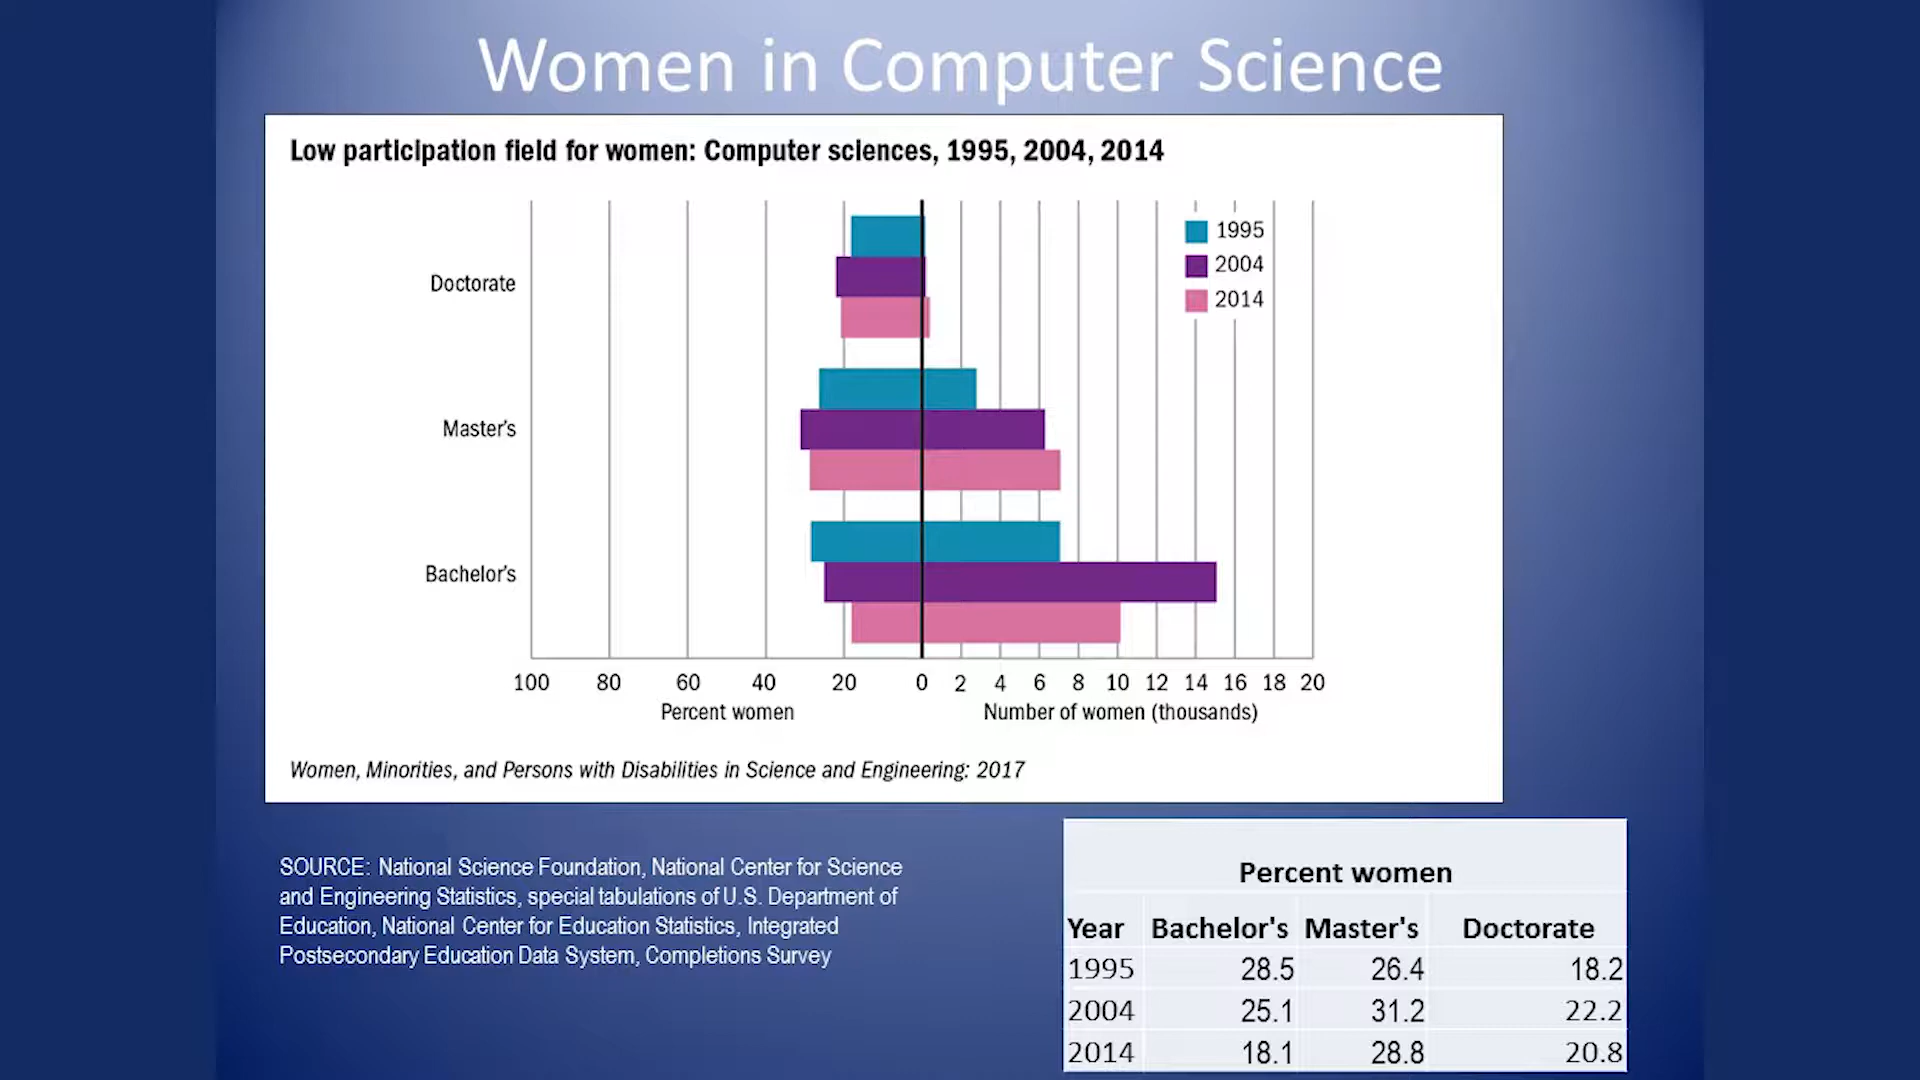 Women in Computer Science
Low participation field for women: Computer sciences, 1995, 2004, 2014
1995
2004
2014
Doctorate
Master's
Bachelor's
100 80 60 40 20 0 2 4 6 8 10 12 14 16 18 20
Percent women Number of women (thousands)
Women, Minorities, and Persons with Disabilities in Science and Engineering: 2017
SOURCE: National Science Foundation, National Center for Science
and Engineering Statistics, special tabulations of U.S. Department of
Education, National Center for Education Statistics, Integrated
Postsecondary Education Data System, Completions Survey
Percent women
Year Bachelor's Master's Doctorate
1995 28.5 26.4 18.2
2004 25.1 31.2 22.2
2014 18.1 28.8 20.8